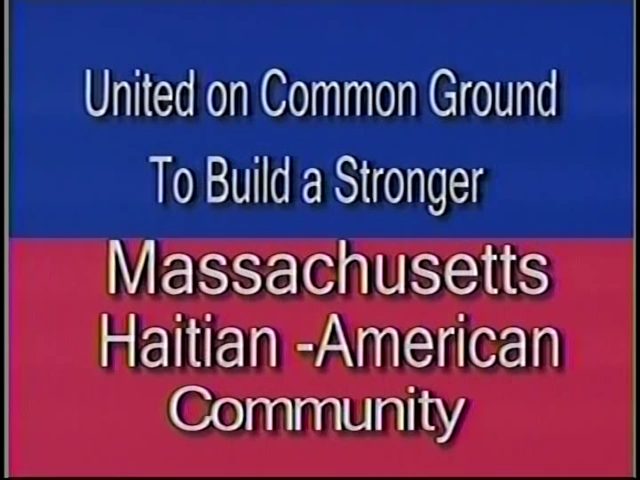 United on Common Ground
To Build a Stronger
Massachusetts
Haitian -American
Community